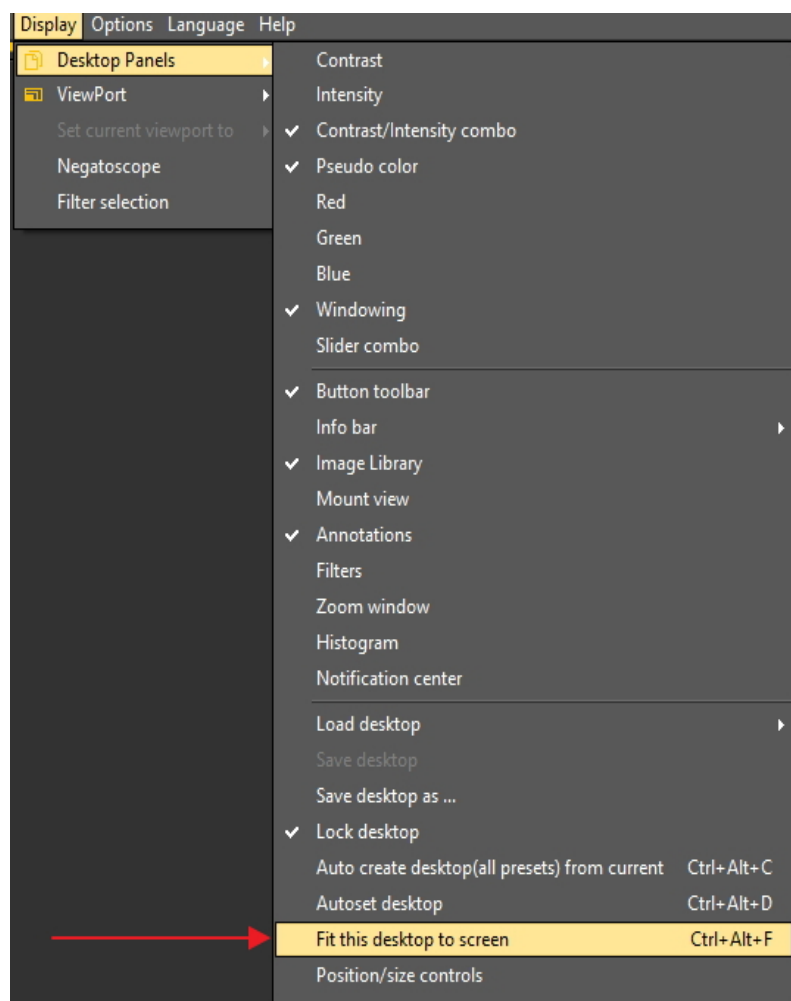 Display Options Language Help
Desktop Panels
ViewPort
Set current viewport to
Negatoscope
Filter selection
Contrast
Intensity
Contrast/Intensity combo
Pseudo color
Red
Green
Blue
Windowing
Slider combo
Button toolbar
Info bar
Image Library
Mount view
Annotations
Filters
Zoom window
Histogram
Notification center
Load desktop
Save desktop
Save desktop as ...
Lock desktop
Auto create desktop(all presets) from current Ctrl+Alt+C
Autoset desktop Ctrl+Alt+D
Fit this desktop to screen Ctrl+Alt+F
Position/size controls